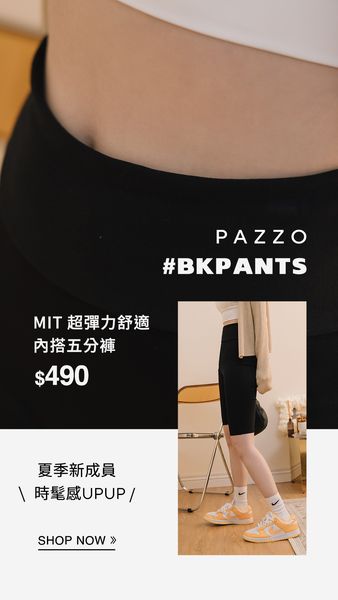 PAZZO
#BKPANTS
MIT 超彈力舒適
內搭五分褲
$490
夏季新成員
\ 時髦感UPUP /
SHOP NOW »